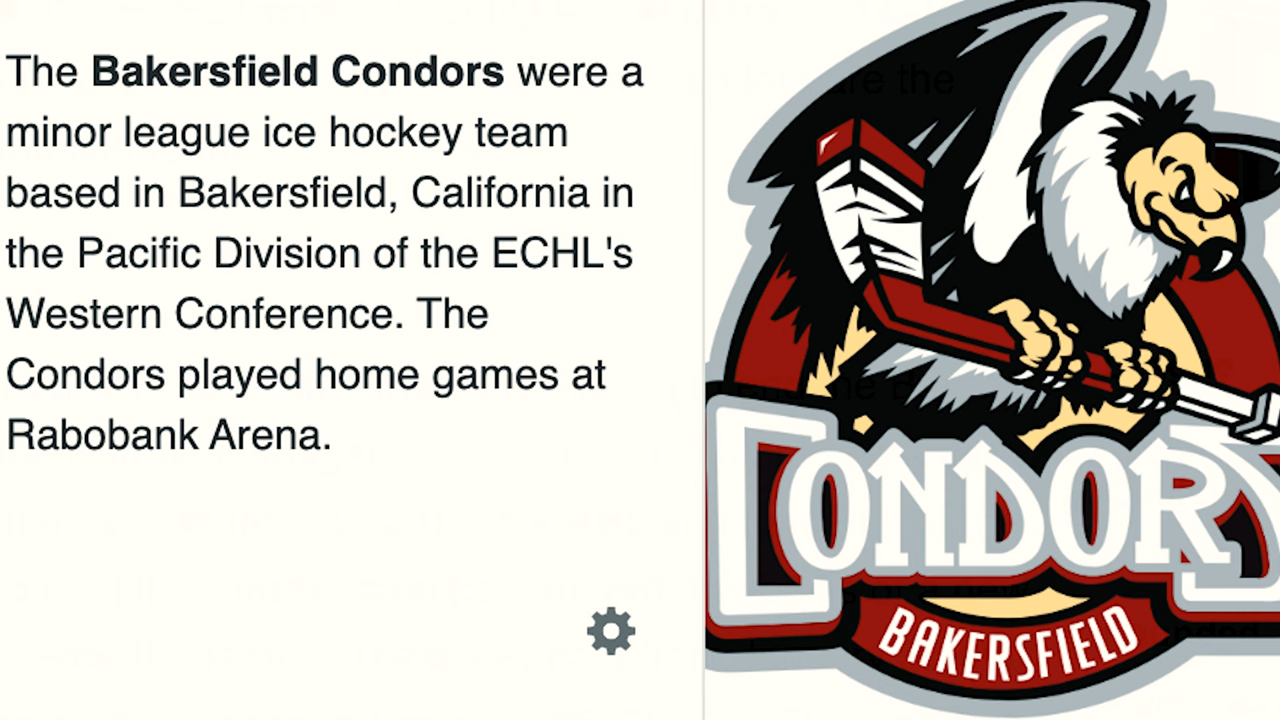 The Bakersfield Condors were a
minor league ice hockey team
based in Bakersfield, California in
the Pacific Division of the ECHL's
Western Conference. The
Condors played home games at
Rabobank Arena.
CONDORS
BAKERSFIELD